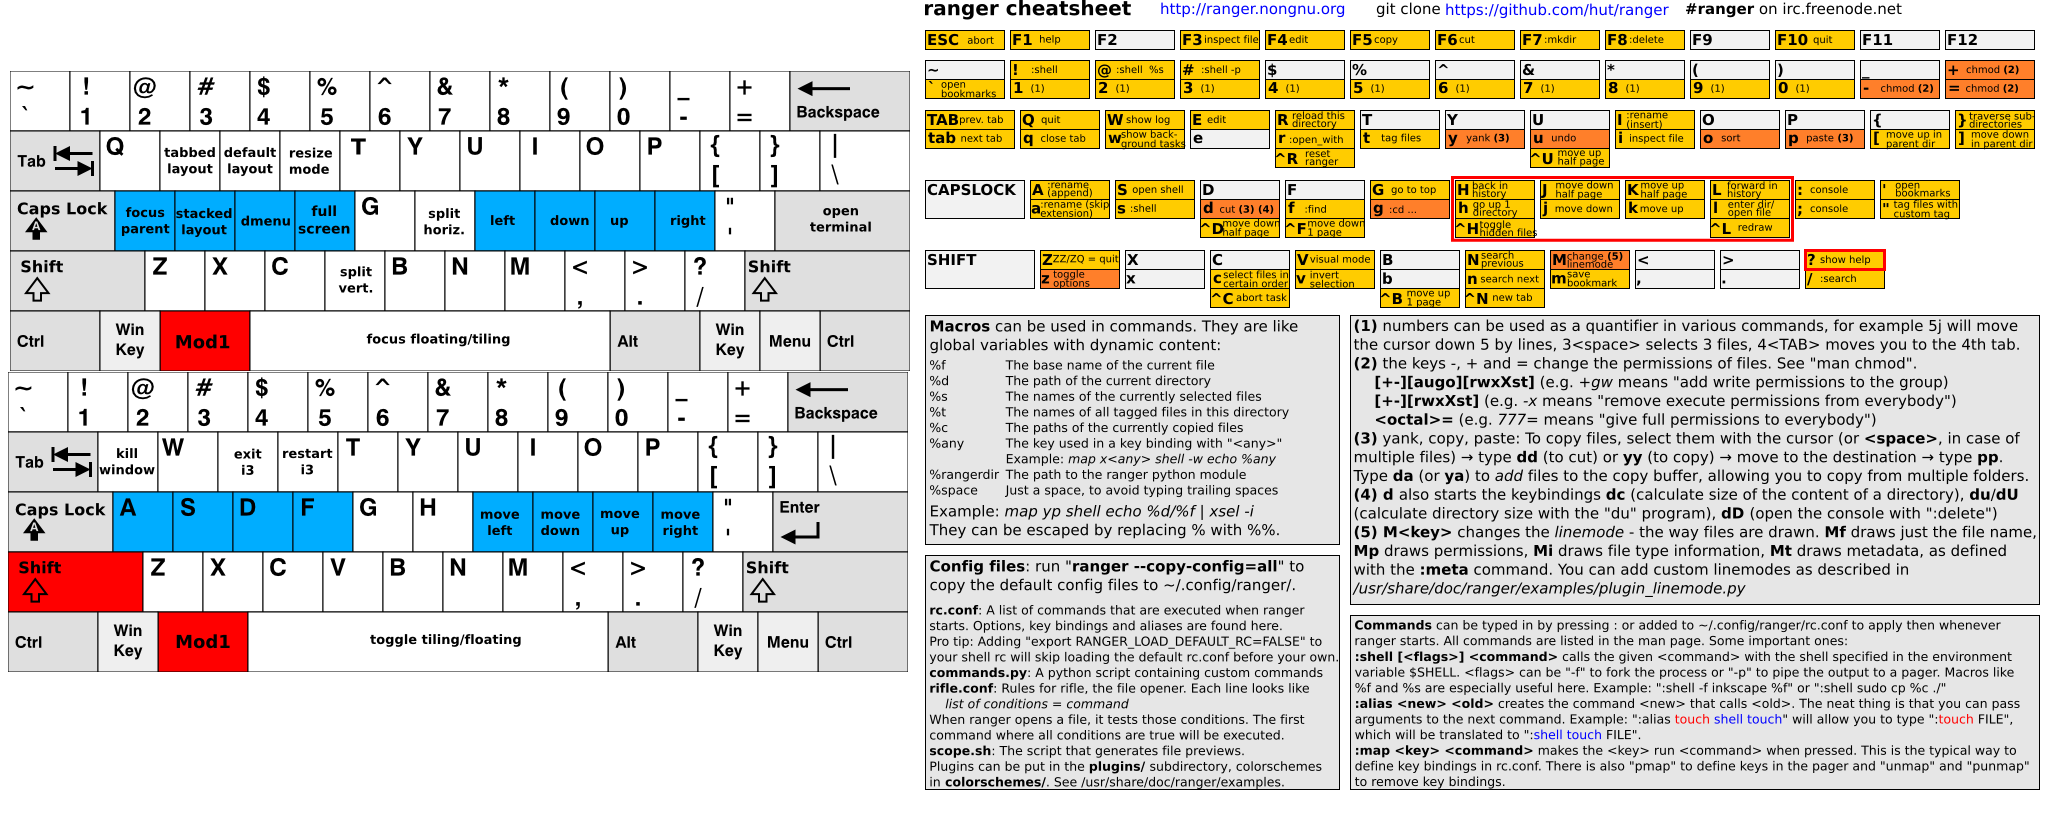 ~ ! @ # $ % ^ & * ( ) _ + Backspace
` 1 2 3 4 5 6 7 8 9 0 - =
Tab Q tabbed layout default layout resize mode T Y U I O P { [ } ] | \
Caps Lock A focus parent stacked layout dmenu full screen G split horiz. left down up right " ' open terminal
Shift Z X C split vert. B N M < , > . ? / Shift
Ctrl Win Key Mod1 focus floating/tiling Alt Win Key Menu Ctrl
~ ! @ # $ % ^ & * ( ) _ + Backspace
` 1 2 3 4 5 6 7 8 9 0 - =
Tab kill window W exit i3 restart i3 T Y U I O P { [ } ] | \
Caps Lock A A S D F G H move left move down move up move right " ' Enter
Shift Z X C V B N M < , > . ? / Shift
Ctrl Win Key Mod1 toggle tiling/floating Alt Win Key Menu Ctrl
ranger cheatsheet http://ranger.nongnu.org git clone https://github.com/hut/ranger #ranger on irc.freenode.net
ESC abort F1 help F2 F3 inspect file F4 edit F5 copy F6 cut F7 :mkdir F8 :delete F9 F10 quit F11 F12
~ ! :shell @ :shell %s # :shell -p $ % ^ & * ( ) _ + chmod (2)
` open bookmarks 1 (1) 2 (1) 3 (1) 4 (1) 5 (1) 6 (1) 7 (1) 8 (1) 9 (1) 0 (1) - chmod (2) = chmod (2)
TAB prev. tab Q quit W show log E edit R reload this directory T Y U I :rename (insert) O P { } traverse sub-directories
tab next tab q close tab w show back-ground tasks e r :open_with t tag files y yank (3) u undo i inspect file o sort p paste (3) [ move up in parent dir ] move down in parent dir
^R reset ranger ^U move up half page
CAPSLOCK A :rename (append) S open shell D F G go to top H back in history J move down half page K move up half page L forward in history : console ' open bookmarks
a :rename (skip extension) s :shell d cut (3) (4) f :find g :cd ... h go up 1 directory j move down k move up l enter dir/ open file ; console " tag files with custom tag
^D move down half page ^F move down 1 page ^H toggle hidden files ^L redraw
SHIFT Z ZZ/ZQ = quit X C V visual mode B N search previous M change (5) linemode < > ? show help
z toggle options x c select files in certain order v invert selection b n search next m save bookmark , . / :search
^C abort task ^B move up 1 page ^N new tab
Macros can be used in commands. They are like
global variables with dynamic content:
%f The base name of the current file
%d The path of the current directory
%s The names of the currently selected files
%t The names of all tagged files in this directory
%c The paths of the currently copied files
%any The key used in a key binding with "<any>"
Example: map x<any> shell -w echo %any
%rangerdir The path to the ranger python module
%space Just a space, to avoid typing trailing spaces
Example: map yp shell echo %d/%f | xsel -i
They can be escaped by replacing % with %%.
Config files: run "ranger --copy-config=all" to
copy the default config files to ~/.config/ranger/.
rc.conf: A list of commands that are executed when ranger
starts. Options, key bindings and aliases are found here.
Pro tip: Adding "export RANGER_LOAD_DEFAULT_RC=FALSE" to
your shell rc will skip loading the default rc.conf before your own.
commands.py: A python script containing custom commands
rifle.conf: Rules for rifle, the file opener. Each line looks like
list of conditions = command
When ranger opens a file, it tests those conditions. The first
command where all conditions are true will be executed.
scope.sh: The script that generates file previews.
Plugins can be put in the plugins/ subdirectory, colorschemes
in colorschemes/. See /usr/share/doc/ranger/examples.
(1) numbers can be used as a quantifier in various commands, for example 5j will move
the cursor down 5 by lines, 3<space> selects 3 files, 4<TAB> moves you to the 4th tab.
(2) the keys -, + and = change the permissions of files. See "man chmod".
[+-][augo][rwxXst] (e.g. +gw means "add write permissions to the group)
[+-][rwxXst] (e.g. -x means "remove execute permissions from everybody")
<octal>= (e.g. 777= means "give full permissions to everybody")
(3) yank, copy, paste: To copy files, select them with the cursor (or <space>, in case of
multiple files) → type dd (to cut) or yy (to copy) → move to the destination → type pp.
Type da (or ya) to add files to the copy buffer, allowing you to copy from multiple folders.
(4) d also starts the keybindings dc (calculate size of the content of a directory), du/dU
(calculate directory size with the "du" program), dD (open the console with ":delete")
(5) M<key> changes the linemode - the way files are drawn. Mf draws just the file name,
Mp draws permissions, Mi draws file type information, Mt draws metadata, as defined
with the :meta command. You can add custom linemodes as described in
/usr/share/doc/ranger/examples/plugin_linemode.py
Commands can be typed in by pressing : or added to ~/.config/ranger/rc.conf to apply then whenever
ranger starts. All commands are listed in the man page. Some important ones:
:shell [<flags>] <command> calls the given <command> with the shell specified in the environment
variable $SHELL. <flags> can be "-f" to fork the process or "-p" to pipe the output to a pager. Macros like
%f and %s are especially useful here. Example: ":shell -f inkscape %f" or ":shell sudo cp %c ./"
:alias <new> <old> creates the command <new> that calls <old>. The neat thing is that you can pass
arguments to the next command. Example: ":alias touch shell touch" will allow you to type ":touch FILE",
which will be translated to ":shell touch FILE".
:map <key> <command> makes the <key> run <command> when pressed. This is the typical way to
define key bindings in rc.conf. There is also "pmap" to define keys in the pager and "unmap" and "punmap"
to remove key bindings.